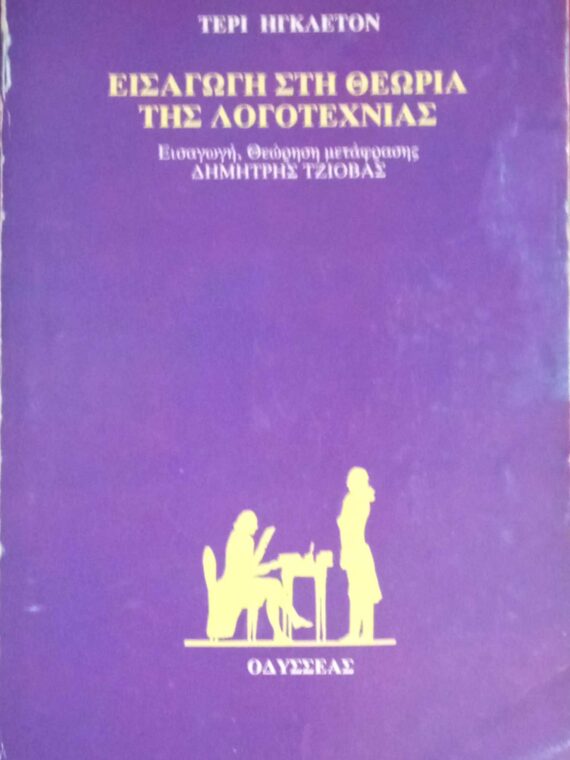 ΤΕΡΙ ΗΓΚΛΕΤΟΝ
ΕΙΣΑΓΩΓΗ ΣΤΗ ΘΕΩΡΙΑ
ΤΗΣ ΛΟΓΟΤΕΧΝΙΑΣ
Εισαγωγή, Θεώρηση μετάφρασης
ΔΗΜΗΤΡΗΣ ΤΖΙΟΒΑΣ
ΟΔΥΣΣΕΑΣ